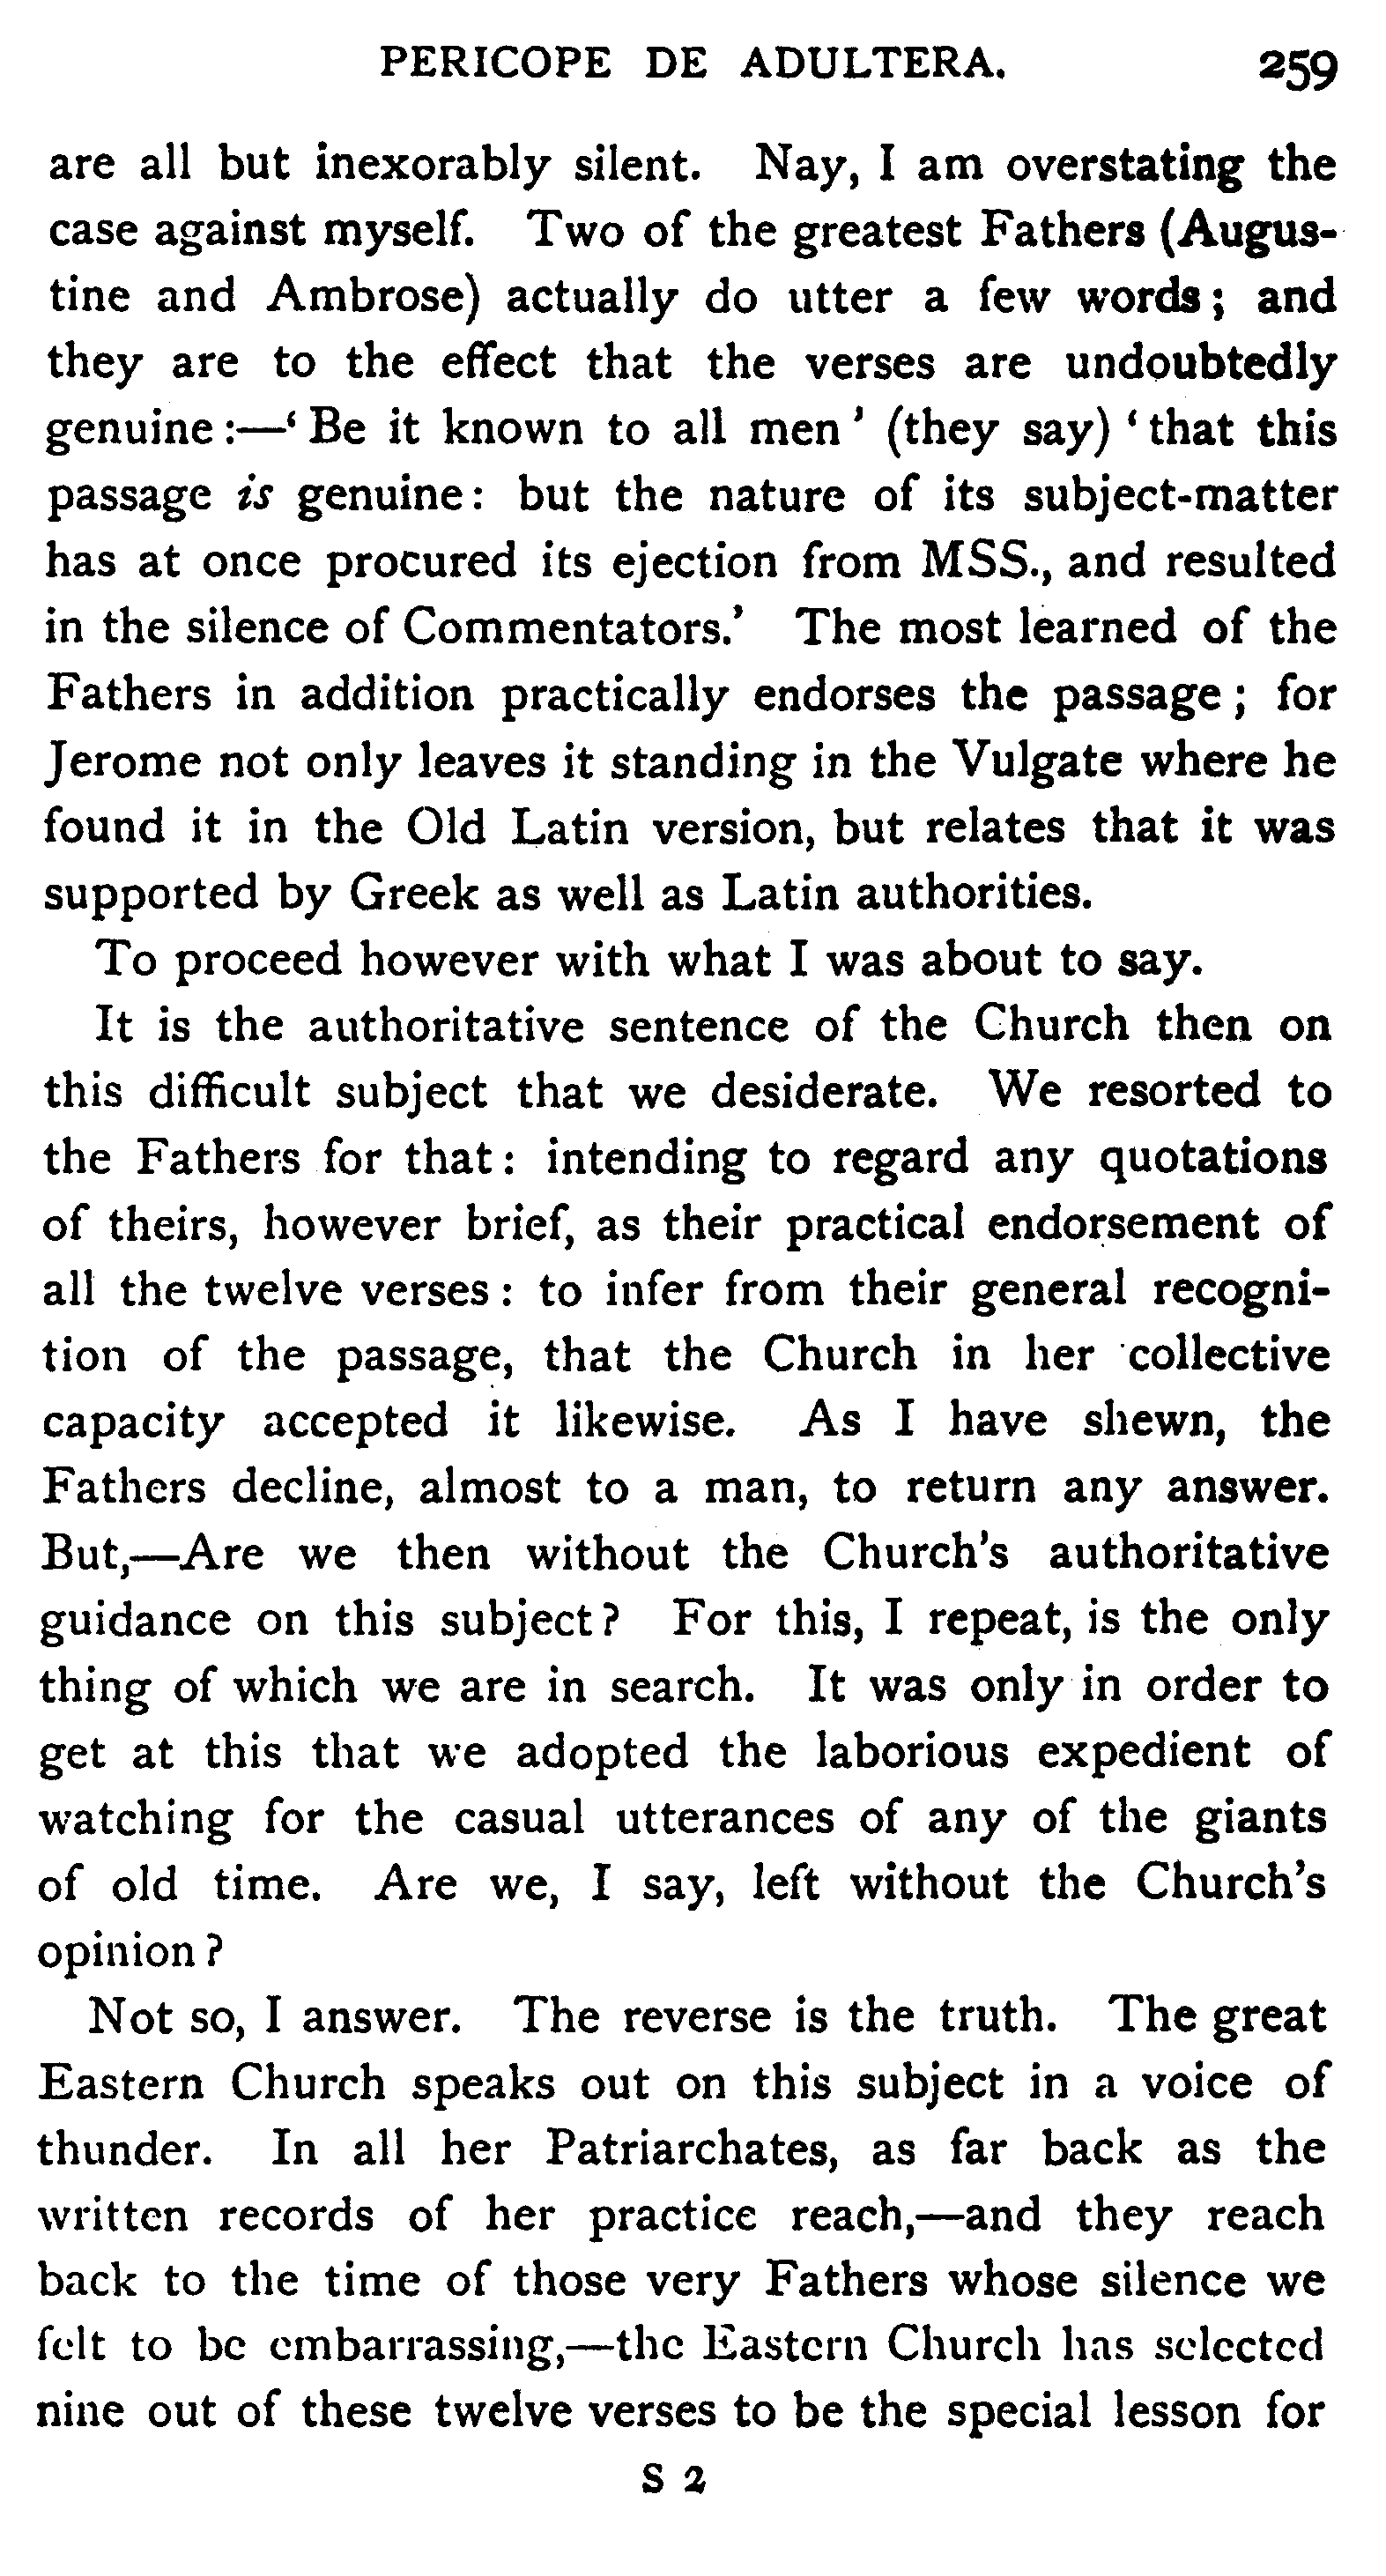 PERICOPE DE ADULTERA. 259
are all but inexorably silent. Nay, I am overstating the
case against myself. Two of the greatest Fathers (Augus-
tine and Ambrose) actually do utter a few words; and
they are to the effect that the verses are undoubtedly
genuine:—‘Be it known to all men’ (they say) ‘that this
passage is genuine: but the nature of its subject-matter
has at once procured its ejection from MSS., and resulted
in the silence of Commentators.’ The most learned of the
Fathers in addition practically endorses the passage; for
Jerome not only leaves it standing in the Vulgate where he
found it in the Old Latin version, but relates that it was
supported by Greek as well as Latin authorities.
To proceed however with what I was about to say.
It is the authoritative sentence of the Church then on
this difficult subject that we desiderate. We resorted to
the Fathers for that: intending to regard any quotations
of theirs, however brief, as their practical endorsement of
all the twelve verses: to infer from their general recogni-
tion of the passage, that the Church in her collective
capacity accepted it likewise. As I have shewn, the
Fathers decline, almost to a man, to return any answer.
But,—Are we then without the Church’s authoritative
guidance on this subject? For this, I repeat, is the only
thing of which we are in search. It was only in order to
get at this that we adopted the laborious expedient of
watching for the casual utterances of any of the giants
of old time. Are we, I say, left without the Church’s
opinion?
Not so, I answer. The reverse is the truth. The great
Eastern Church speaks out on this subject in a voice of
thunder. In all her Patriarchates, as far back as the
written records of her practice reach,—and they reach
back to the time of those very Fathers whose silence we
felt to be embarrassing,—the Eastern Church has selected
nine out of these twelve verses to be the special lesson for
S 2